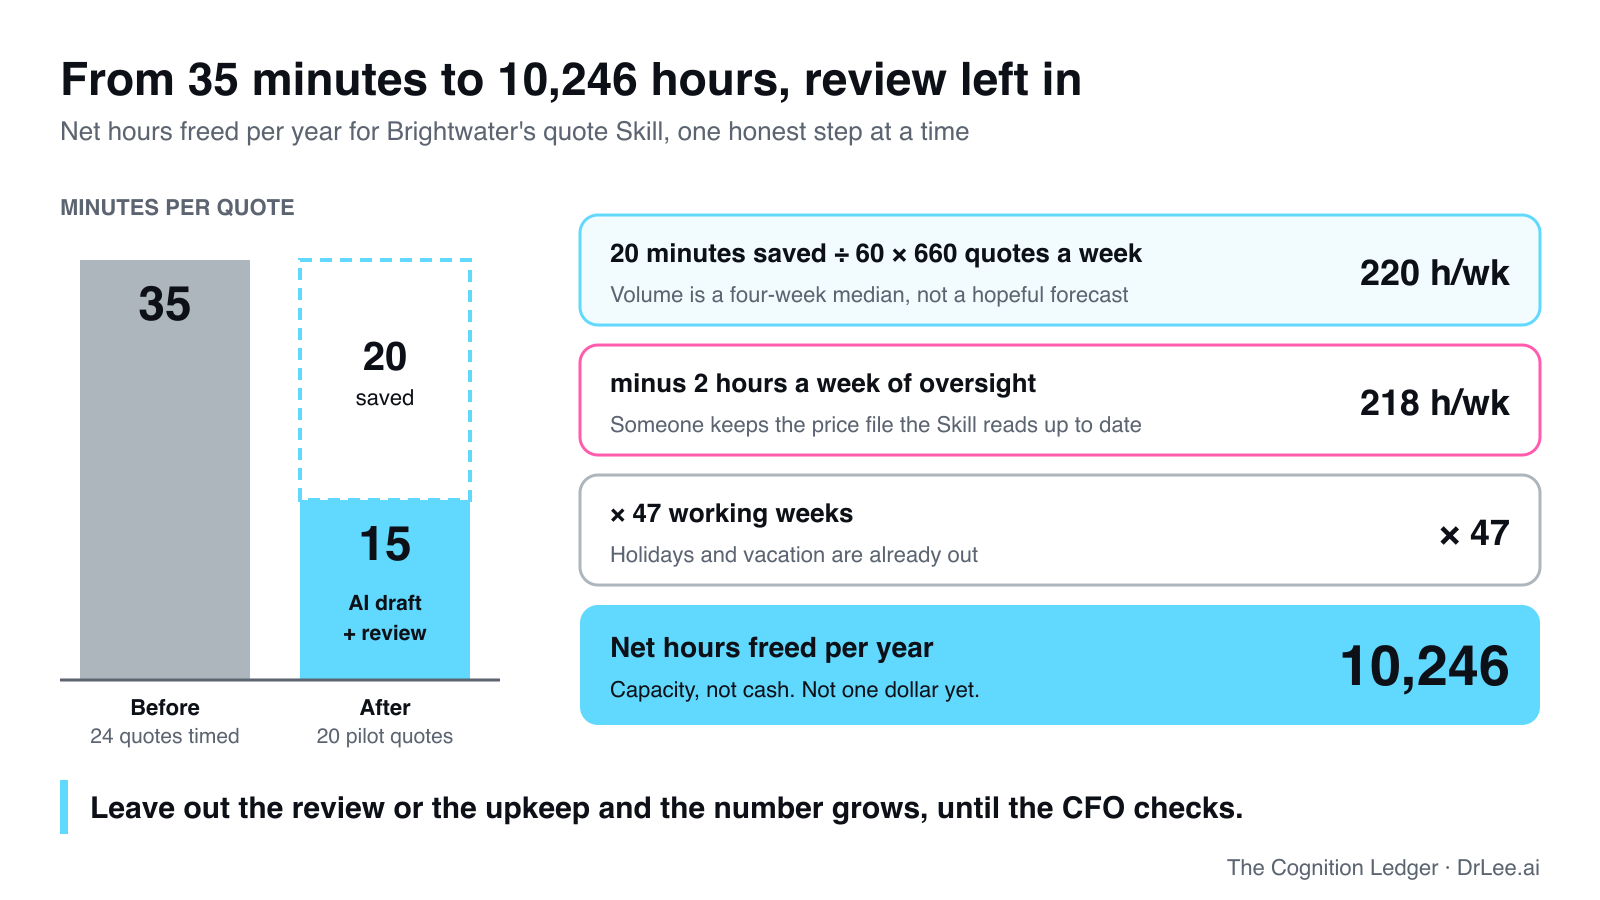 From 35 minutes to 10,246 hours, review left in
Net hours freed per year for Brightwater's quote Skill, one honest step at a time
MINUTES PER QUOTE
35
20
saved
15
AI draft
+ review
Before
24 quotes timed
After
20 pilot quotes
20 minutes saved ÷ 60 × 660 quotes a week
Volume is a four-week median, not a hopeful forecast
220 h/wk
minus 2 hours a week of oversight
Someone keeps the price file the Skill reads up to date
218 h/wk
× 47 working weeks
Holidays and vacation are already out
× 47
Net hours freed per year
Capacity, not cash. Not one dollar yet.
10,246
Leave out the review or the upkeep and the number grows, until the CFO checks.
The Cognition Ledger · DrLee.ai